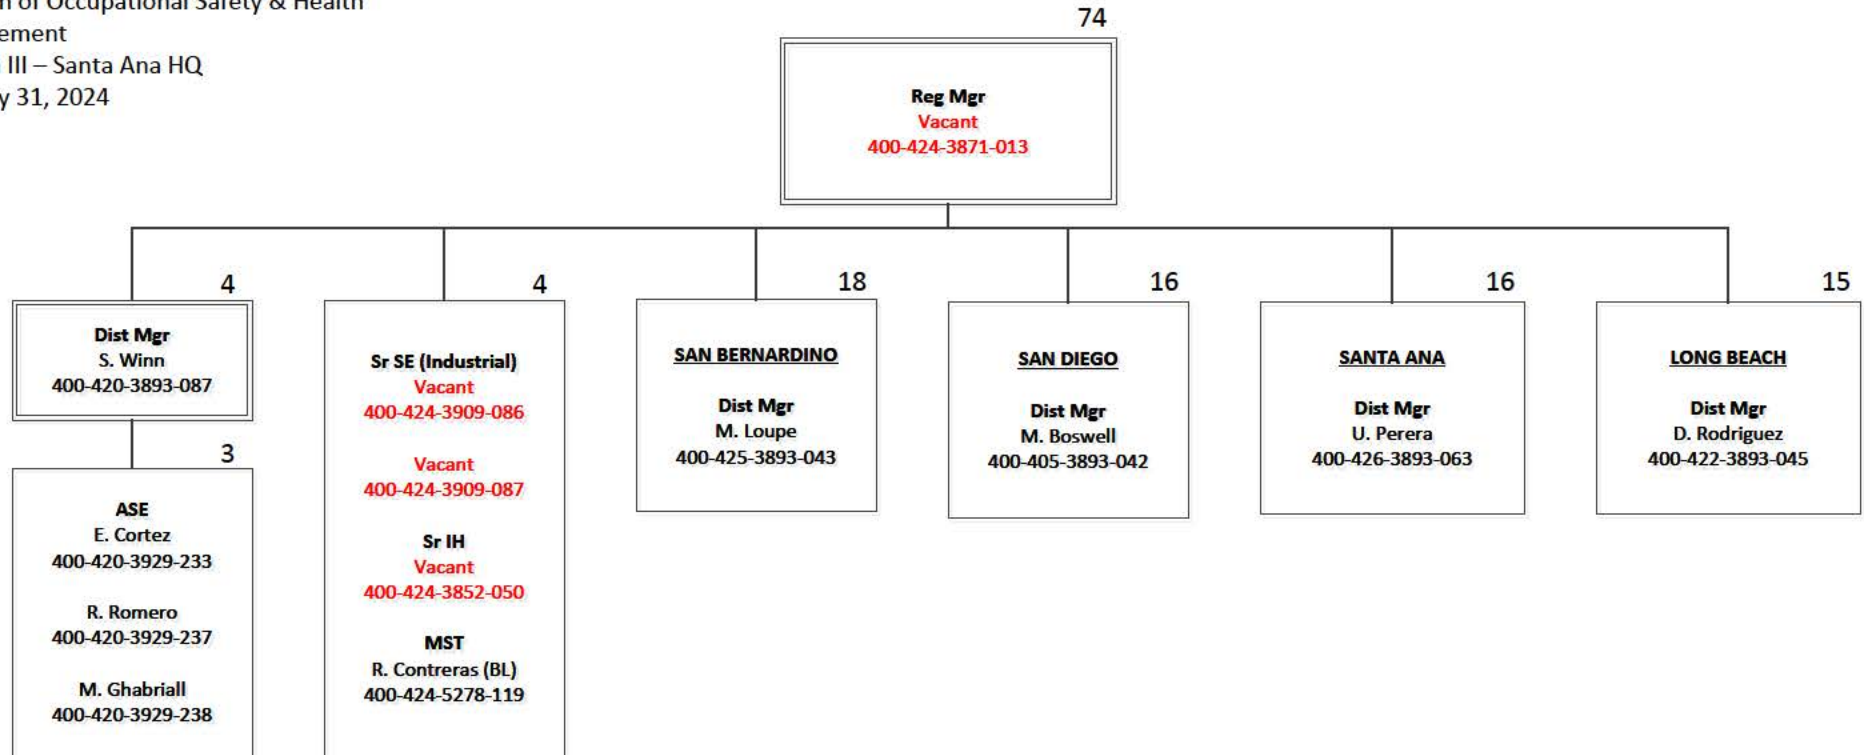 of Occupational Safety & Health
ement
III – Santa Ana HQ
31, 2024
74
Reg Mgr
Vacant
400-424-3871-013
4
Dist Mgr
S. Winn
400-420-3893-087
3
ASE
E. Cortez
400-420-3929-233
R. Romero
400-420-3929-237
M. Ghabriall
400-420-3929-238
4
Sr SE (Industrial)
Vacant
400-424-3909-086
Vacant
400-424-3909-087
Sr IH
Vacant
400-424-3852-050
MST
R. Contreras (BL)
400-424-5278-119
18
SAN BERNARDINO
Dist Mgr
M. Loupe
400-425-3893-043
16
SAN DIEGO
Dist Mgr
M. Boswell
400-405-3893-042
16
SANTA ANA
Dist Mgr
U. Perera
400-426-3893-063
15
LONG BEACH
Dist Mgr
D. Rodriguez
400-422-3893-045